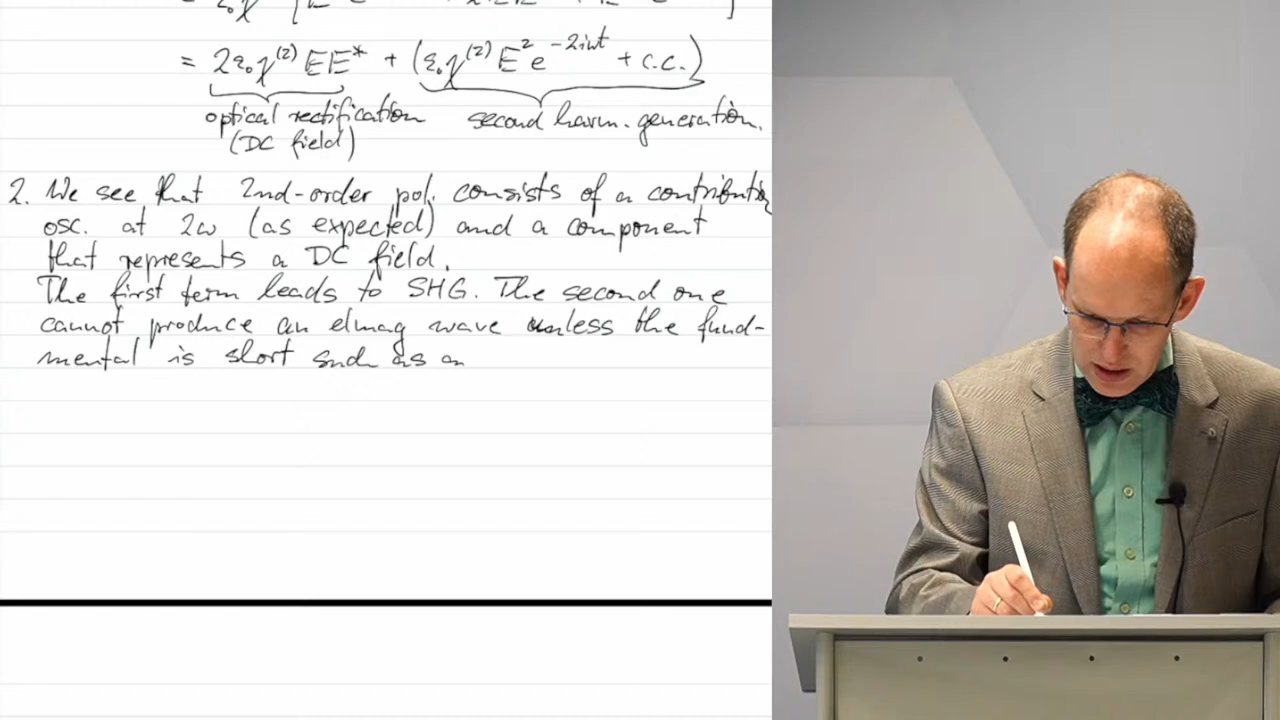 = 2ε₀χ⁽²⁾ EE* + (ε₀χ⁽²⁾ E² e^{-2iωt} + c.c.)
optical rectification second harm. generation.
(DC field)
2. We see that 2nd-order pol. consists of a contribution
osc. at 2ω (as expected) and a component
that represents a DC field.
The first term leads to SHG. The second one
cannot produce an elmag wave unless the fund-
mental is short such as an